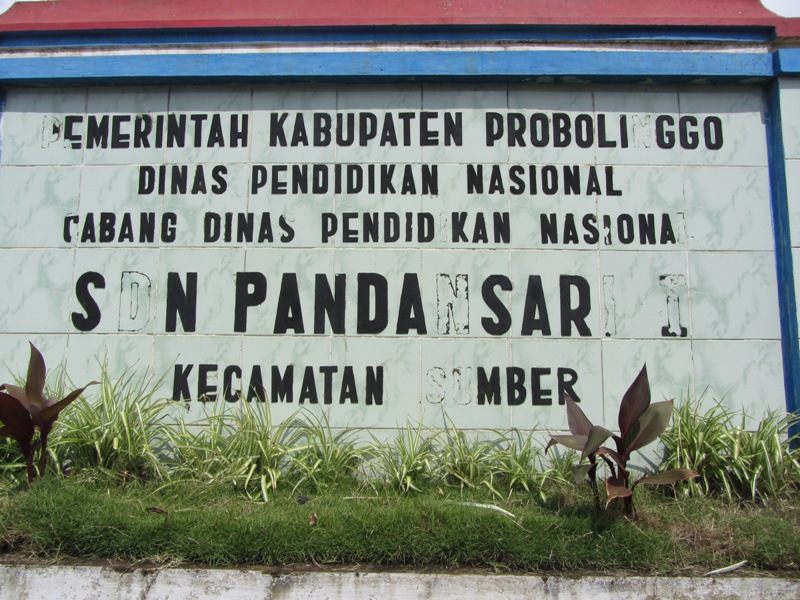 PEMERINTAH KABUPATEN PROBOLINGGO
DINAS PENDIDIKAN NASIONAL
CABANG DINAS PENDIDIKAN NASIONAL
SDN PANDANSARI I
KECAMATAN SUMBER